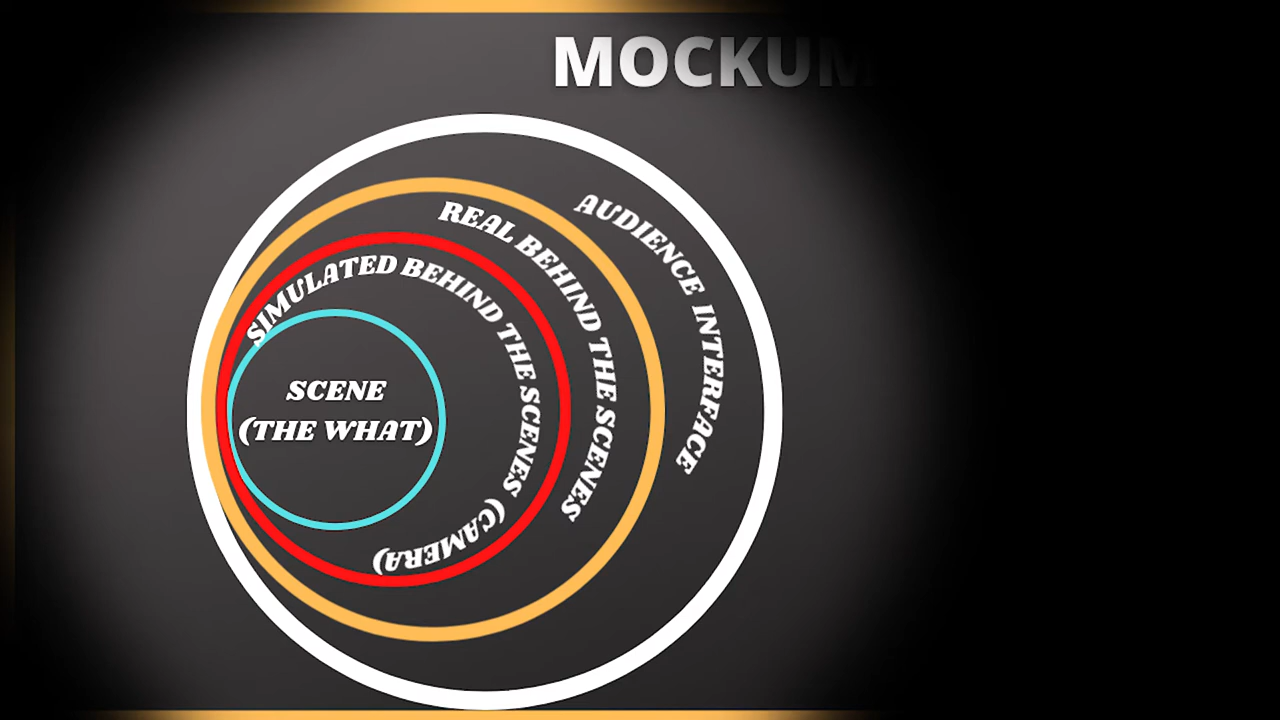 MOCKUM
AUDIENCE INTERFACE
REAL BEHIND THE SCENES
SIMULATED BEHIND THE SCENES (CAMERA)
SCENE
(THE WHAT)